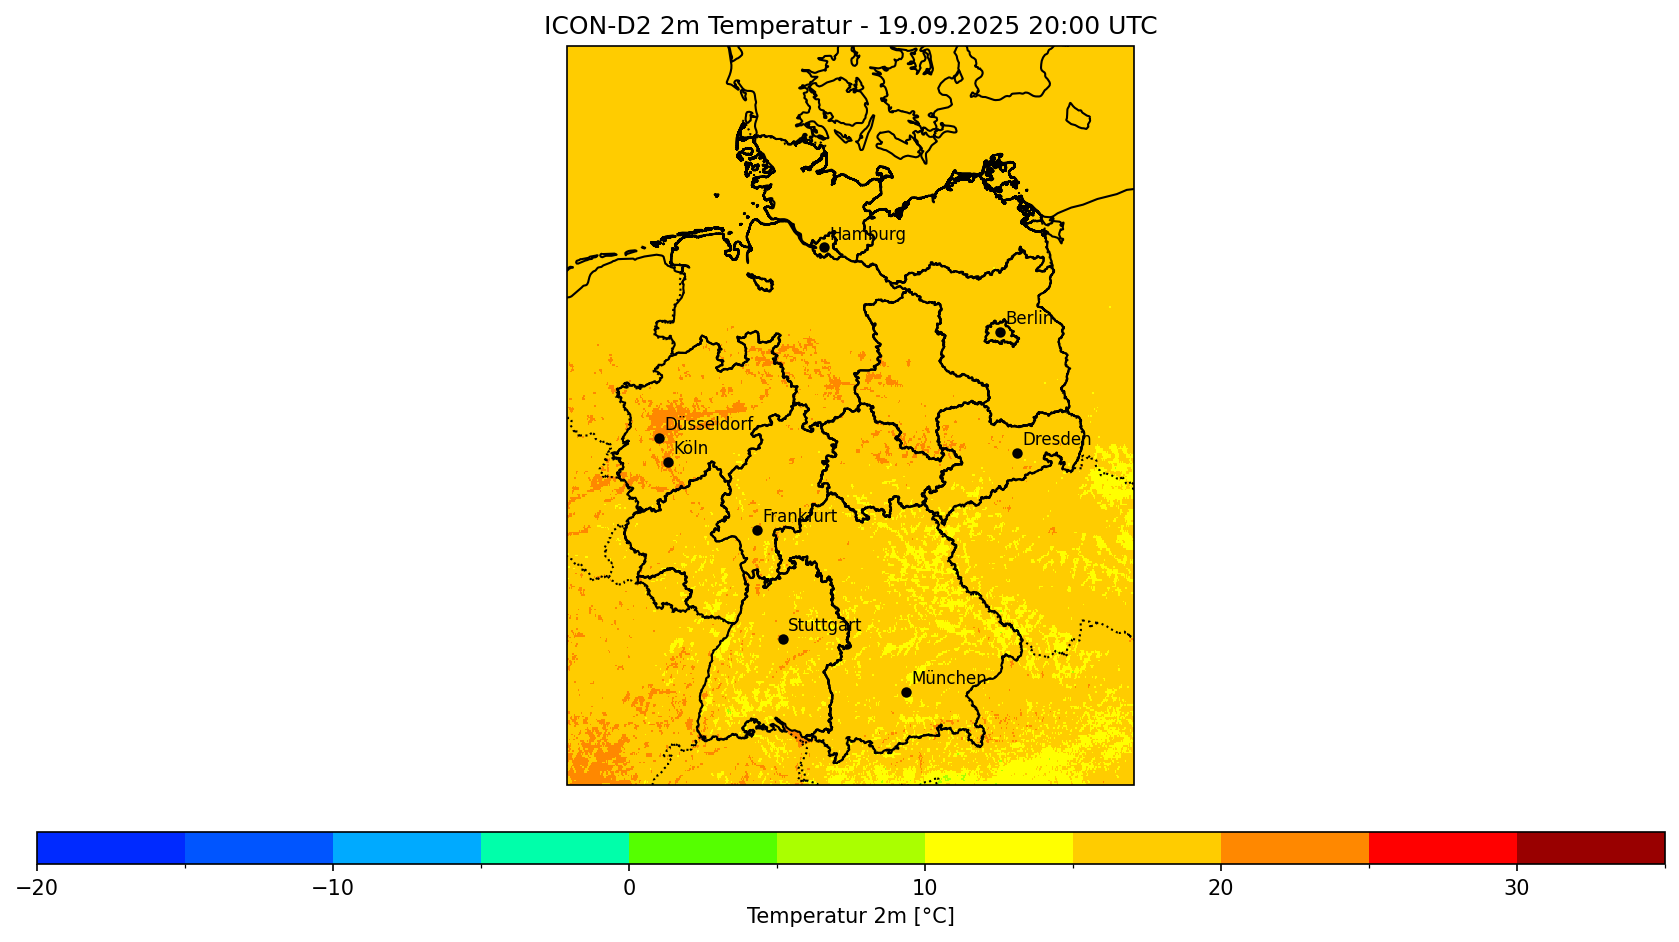 ICON-D2 2m Temperatur - 19.09.2025 20:00 UTC
Hamburg
Berlin
Düsseldorf
Dresden
Köln
Frankfurt
Stuttgart
München
−20 −10 0 10 20 30
Temperatur 2m [°C]